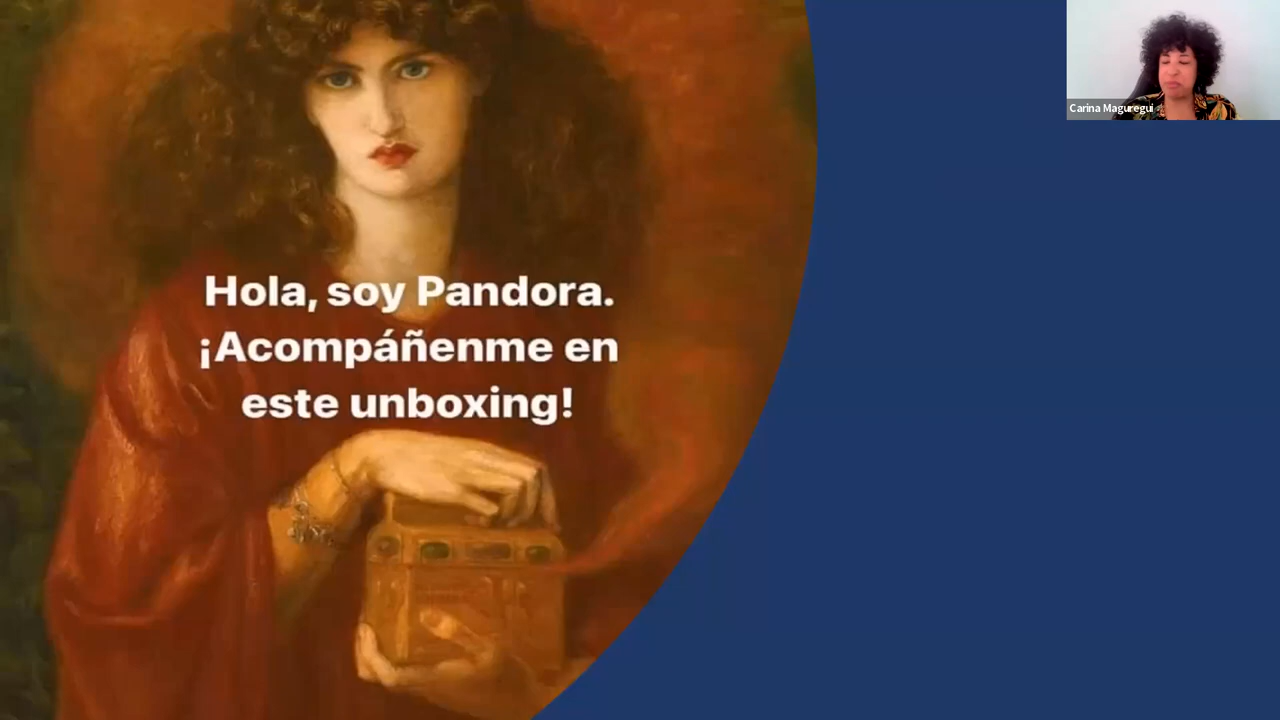 Hola, soy Pandora.
¡Acompáñenme en
este unboxing!
Carina Maguregui